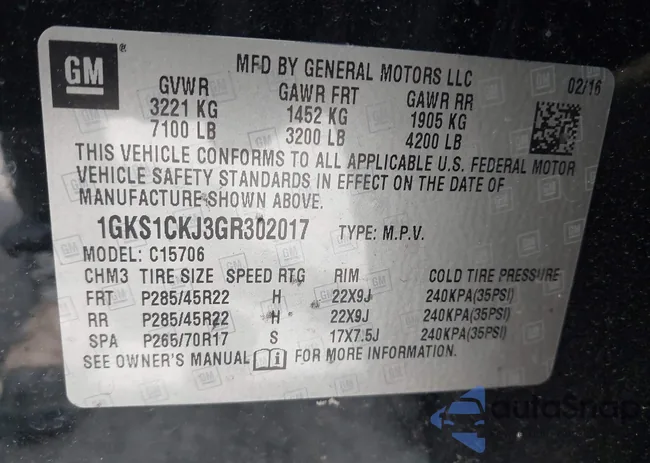 GM
MFD BY GENERAL MOTORS LLC
02/16
GVWR GAWR FRT GAWR RR
3221 KG 1452 KG 1905 KG
7100 LB 3200 LB 4200 LB
THIS VEHICLE CONFORMS TO ALL APPLICABLE U.S. FEDERAL MOTOR
VEHICLE SAFETY STANDARDS IN EFFECT ON THE DATE OF
MANUFACTURE SHOWN ABOVE.
1GKS1CKJ3GR302017 TYPE: M.P.V.
MODEL: C15706
CHM3 TIRE SIZE SPEED RTG RIM COLD TIRE PRESSURE
FRT P285/45R22 H 22X9J 240KPA(35PSI)
RR P285/45R22 H 22X9J 240KPA(35PSI)
SPA P265/70R17 S 17X7.5J 240KPA(35PSI)
SEE OWNER'S MANUAL FOR MORE INFORMATION.
autoSnap